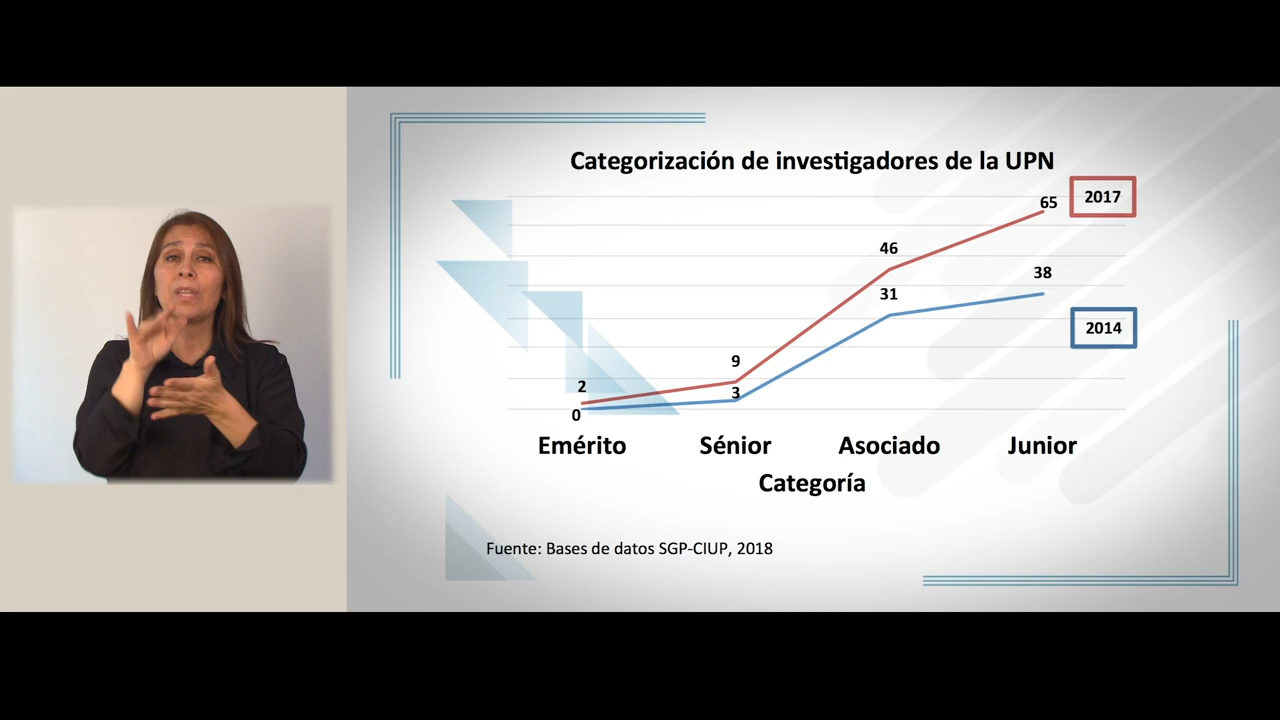 Categorización de investigadores de la UPN
65
2017
46
38
31
2014
9
2
3
0
Emérito Sénior Asociado Junior
Categoría
Fuente: Bases de datos SGP-CIUP, 2018